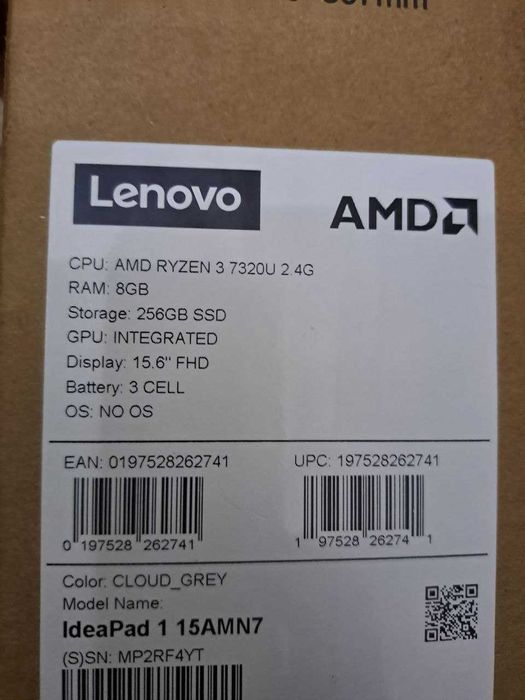 Lenovo
AMD
CPU: AMD RYZEN 3 7320U 2.4G
RAM: 8GB
Storage: 256GB SSD
GPU: INTEGRATED
Display: 15.6" FHD
Battery: 3 CELL
OS: NO OS
EAN: 0197528262741 UPC: 197528262741
0 197528 262741 1 97528 26274 1
Color: CLOUD_GREY
Model Name:
IdeaPad 1 15AMN7
(S)SN: MP2RF4YT